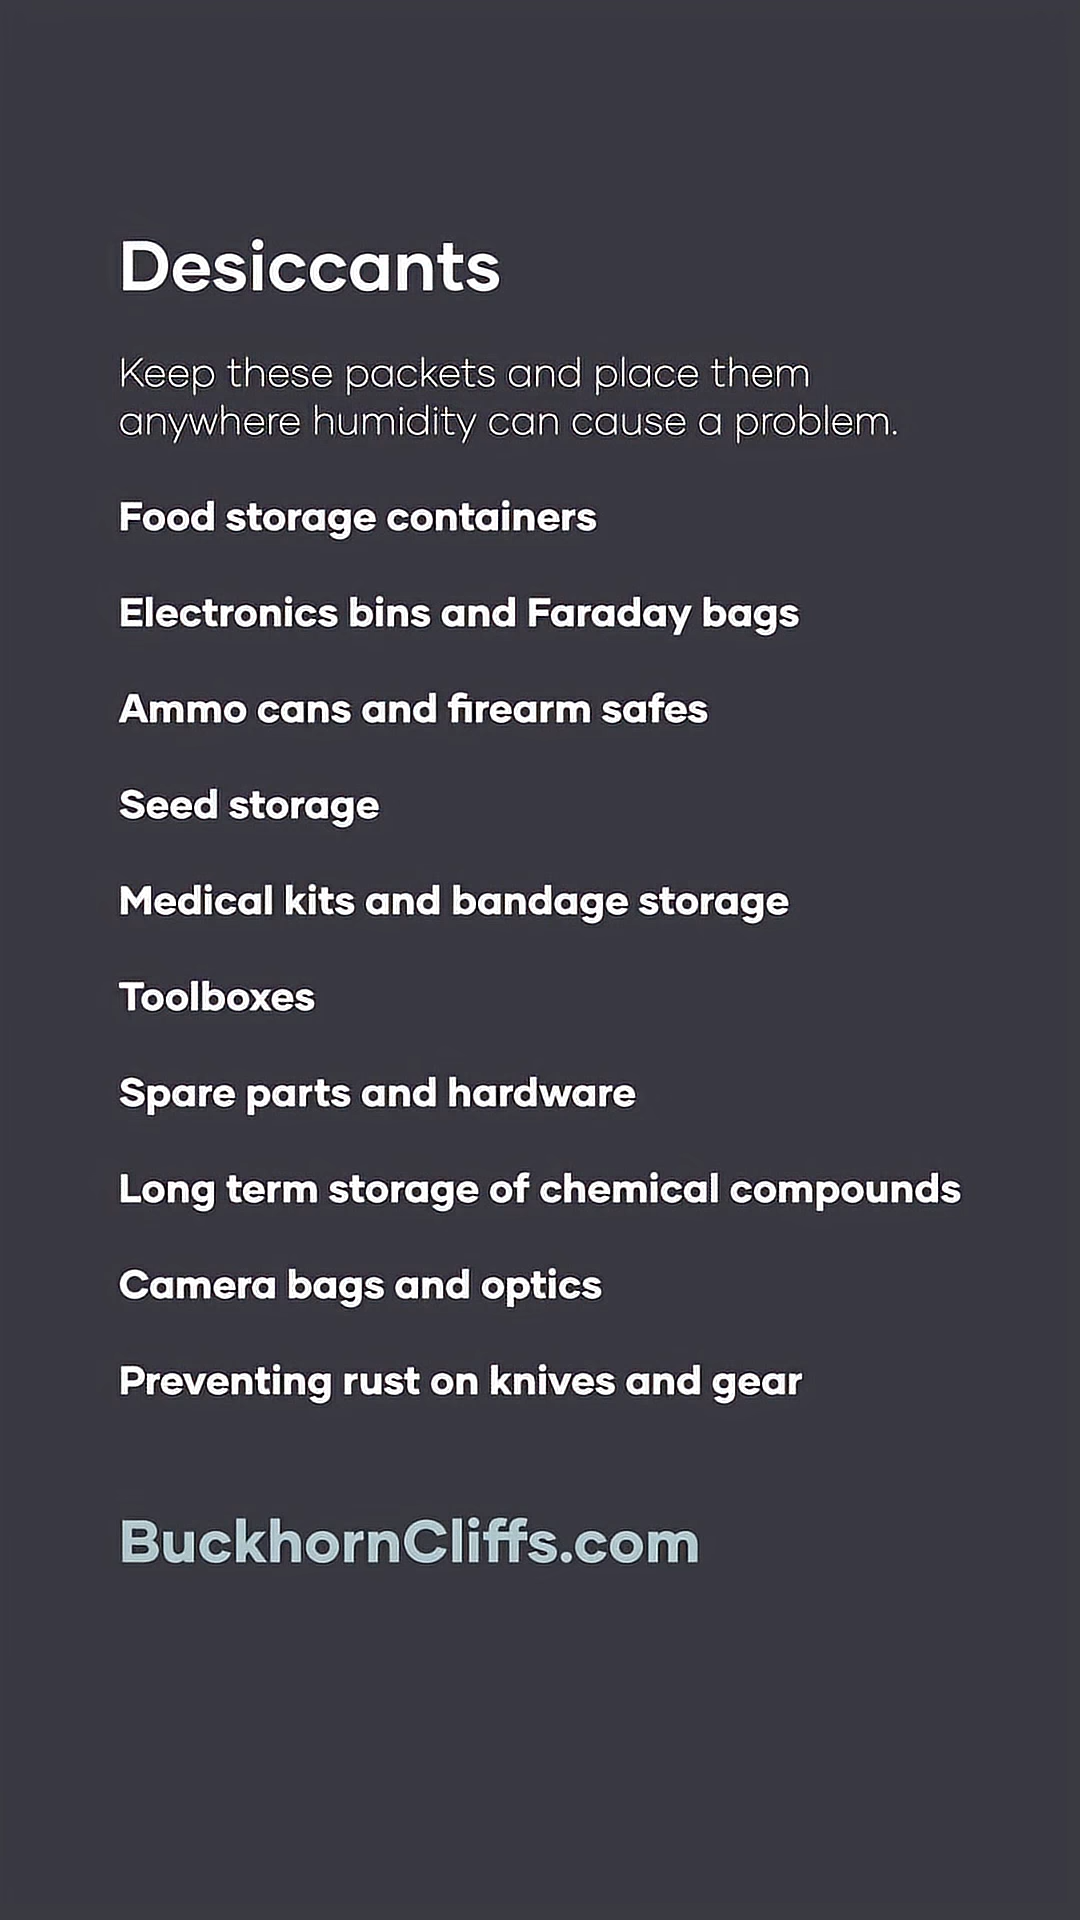 Desiccants
Keep these packets and place them
anywhere humidity can cause a problem.
Food storage containers
Electronics bins and Faraday bags
Ammo cans and firearm safes
Seed storage
Medical kits and bandage storage
Toolboxes
Spare parts and hardware
Long term storage of chemical compounds
Camera bags and optics
Preventing rust on knives and gear
BuckhornCliffs.com